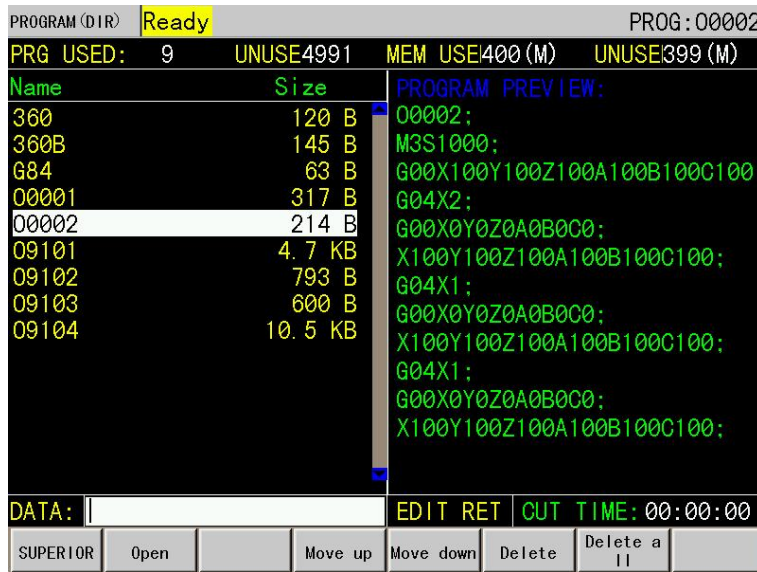 PROGRAM(DIR) Ready PROG:O0002
PRG USED: 9 UNUSE4991 MEM USE400(M) UNUSE399(M)
Name Size
360 120 B
360B 145 B
G84 63 B
O0001 317 B
O0002 214 B
O9101 4.7 KB
O9102 793 B
O9103 600 B
O9104 10.5 KB
PROGRAM PREVIEW:
O0002;
M3S1000;
G00X100Y100Z100A100B100C100
G04X2;
G00X0Y0Z0A0B0C0;
X100Y100Z100A100B100C100;
G04X1;
G00X0Y0Z0A0B0C0;
X100Y100Z100A100B100C100;
G04X1;
G00X0Y0Z0A0B0C0;
X100Y100Z100A100B100C100;
DATA: EDIT RET CUT TIME:00:00:00
SUPERIOR Open Move up Move down Delete Delete a
ll